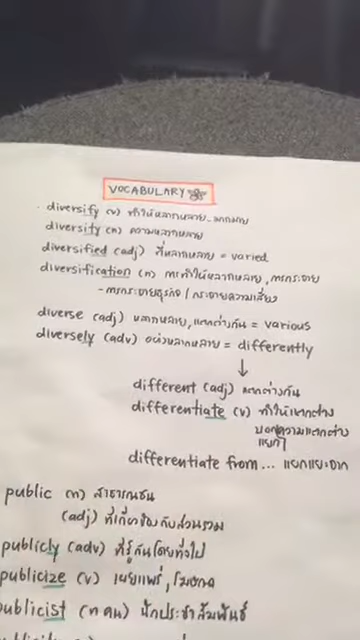 VOCABULARY
diversify (v) ทำให้หลากหลาย, แตกต่าง
diversity (n) ความหลากหลาย
diversified (adj) ที่หลากหลาย = varied
diversification (n) การทำให้หลากหลาย, การกระจาย
- การกระจายธุรกิจ / กระจายความเสี่ยง
diverse (adj) หลากหลาย, แตกต่างกัน = various
diversely (adv) อย่างหลากหลาย = differently
↓
different (adj) แตกต่างกัน
differentiate (v) ทำให้แตกต่าง
บอกความแตกต่าง
differentiate from ... แยกแยะจาก
public (n) สาธารณชน
(adj) ที่เกี่ยวข้องกับส่วนรวม
publicly (adv) ที่รู้กันโดยทั่วไป
publicize (v) เผยแพร่, โฆษณา
publicist (n คน) นักประชาสัมพันธ์